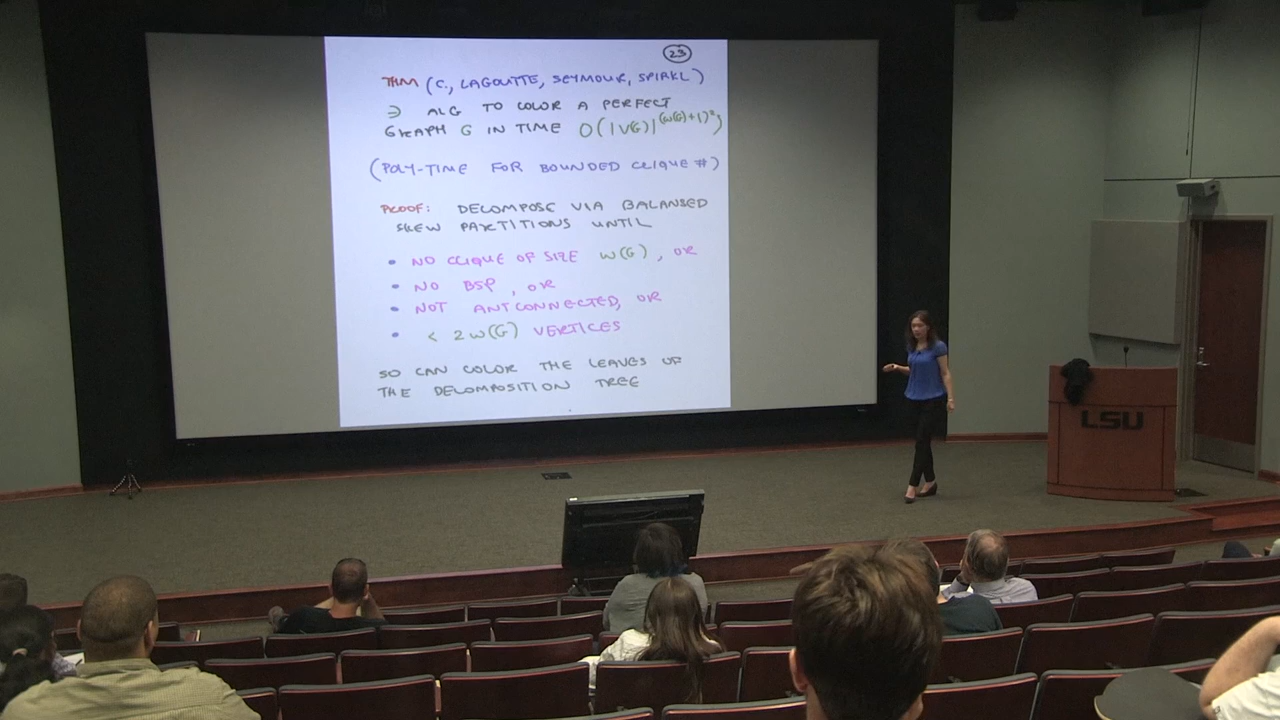 23
THM (C., LAGOUTTE, SEYMOUR, SPIRKL)
∃ ALG TO COLOR A PERFECT
GRAPH G IN TIME O(|V(G)|^(ω(G)+1)^2)
(POLY-TIME FOR BOUNDED CLIQUE #)
PROOF: DECOMPOSE VIA BALANSED
SKEW PARTITIONS UNTIL
• NO CLIQUE OF SIZE ω(G), OR
• NO BSP, OR
• NOT ANTCONNECTED, OR
• < 2ω(G) VERTICES
SO CAN COLOR THE LEAVES OF
THE DECOMPOSITION TREE
LSU